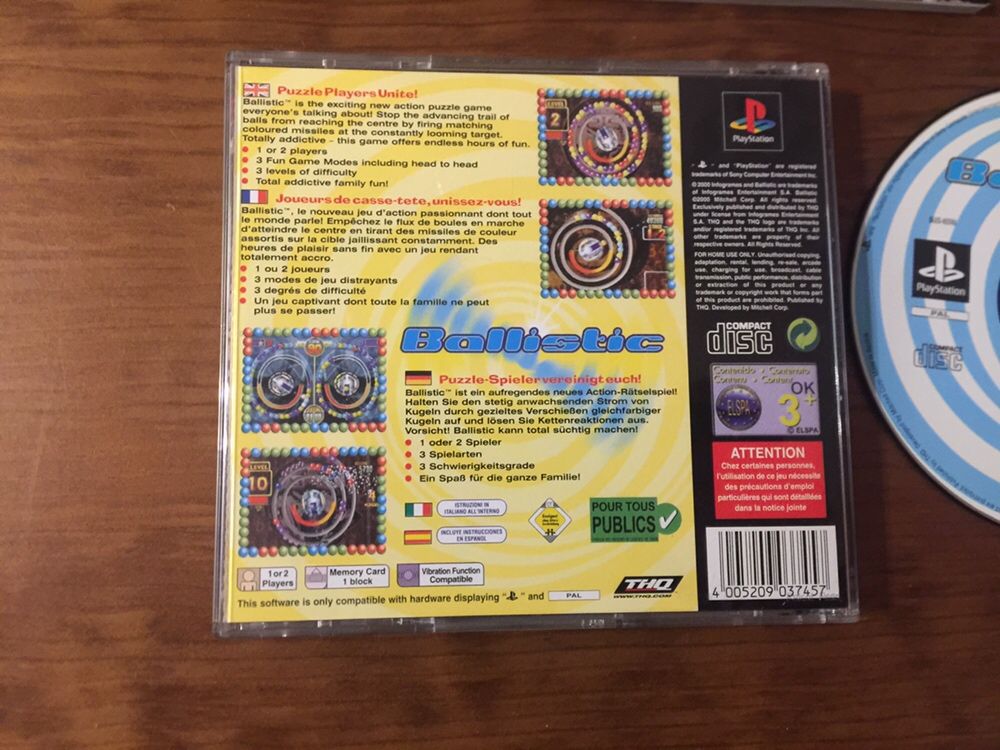 Puzzle Players Unite!
Ballistic™ is the exciting new action puzzle game
everyone's talking about! Stop the advancing trail of
balls from reaching the centre by firing matching
coloured missiles at the constantly looming target.
Totally addictive - this game offers endless hours of fun.
1 or 2 players
3 Fun Game Modes including head to head
3 levels of difficulty
Total addictive family fun!
Joueurs de casse-tete, unissez-vous!
Ballistic™, le nouveau jeu d'action passionnant dont tout
le monde parle! Empêchez le flux de boules en marche
d'atteindre le centre en tirant des missiles de couleur
assortis sur la cible jaillissant constamment. Des
heures de plaisir sans fin avec un jeu rendant
totalement accro.
1 ou 2 joueurs
3 modes de jeu distrayants
3 degrés de difficulté
Un jeu captivant dont toute la famille ne peut
plus se passer!
LEVEL
2
Ballistic
Puzzle-Spieler vereinigt euch!
Ballistic™ ist ein aufregendes neues Action-Rätselspiel!
Halten Sie den stetig anwachsenden Strom von
Kugeln durch gezieltes Verschießen gleichfarbiger
Kugeln auf und lösen Sie Kettenreaktionen aus.
Vorsicht! Ballistic kann total süchtig machen!
1 oder 2 Spieler
3 Spielarten
3 Schwierigkeitsgrade
Ein Spaß für die ganze Familie!
LEVEL
10
ISTRUZIONI IN
ITALIANO ALL'INTERNO
INCLUYE INSTRUCCIONES
EN ESPAÑOL
POUR TOUS
PUBLICS
1 or 2
Players
Memory Card
1 block
Vibration Function
Compatible
THQ
WWW.THQ.COM
This software is only compatible with hardware displaying "PS" and PAL
PlayStation
"PS" and "PlayStation" are registered
trademarks of Sony Computer Entertainment Inc.
© 2000 Infogrames and Ballistic are trademarks
of Infogrames Entertainment S.A. Ballistic
©2000 Mitchell Corp. All rights reserved.
Exclusively published and distributed by THQ
under license from Infogrames Entertainment
S.A. THQ and the THQ logo are trademarks
and/or registered trademarks of THQ Inc. All
other trademarks are property of their
respective owners. All Rights Reserved.
FOR HOME USE ONLY. Unauthorised copying,
adaptation, rental, lending, re-sale, arcade
use, charging for use, broadcast, cable
transmission, public performance, distribution
or extraction of this product or any
trademark or copyright work that forms part
of this product are prohibited. Published by
THQ. Developed by Mitchell Corp.
COMPACT
disc
Contenido • Contenuto
Contenu • Content
ELSPA
OK
3+
© ELSPA
ATTENTION
Chez certaines personnes,
l'utilisation de ce jeu nécessite
des précautions d'emploi
particulières qui sont détaillées
dans la notice jointe
4 005209 037457
Ba
PlayStation
PAL
COMPACT
disc